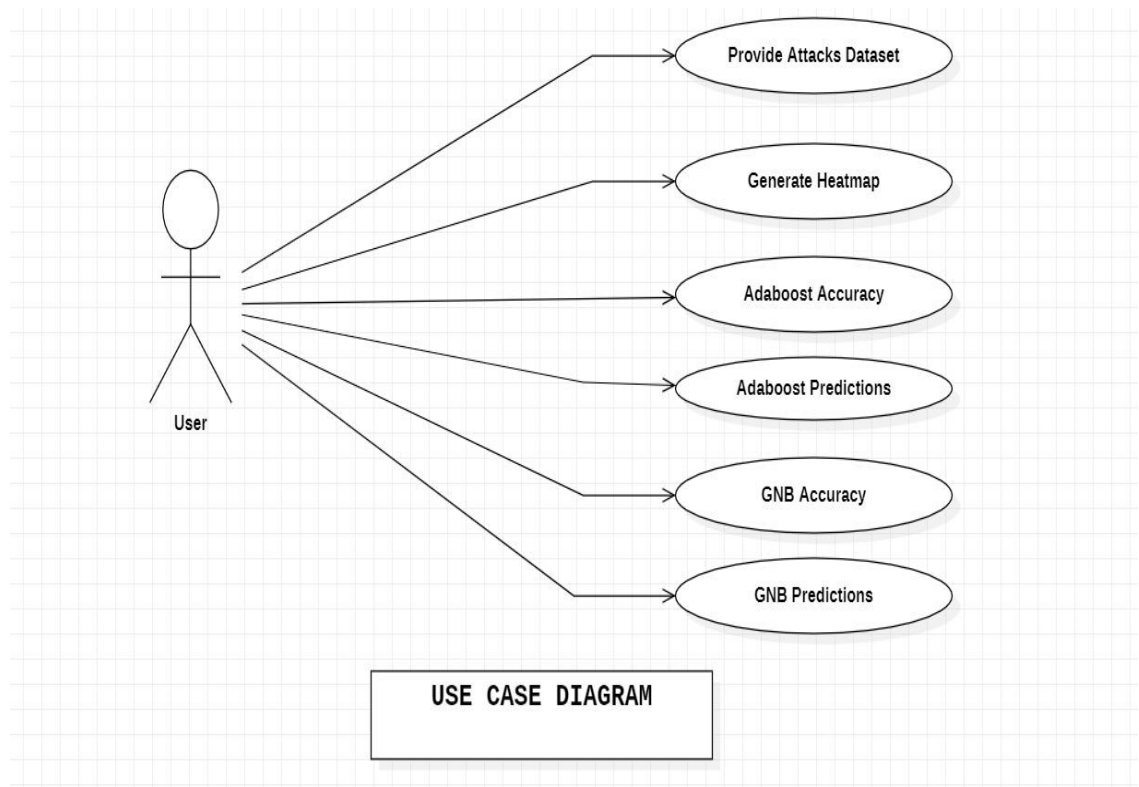 Provide Attacks Dataset
Generate Heatmap
Adaboost Accuracy
Adaboost Predictions
User
GNB Accuracy
GNB Predictions
USE CASE DIAGRAM